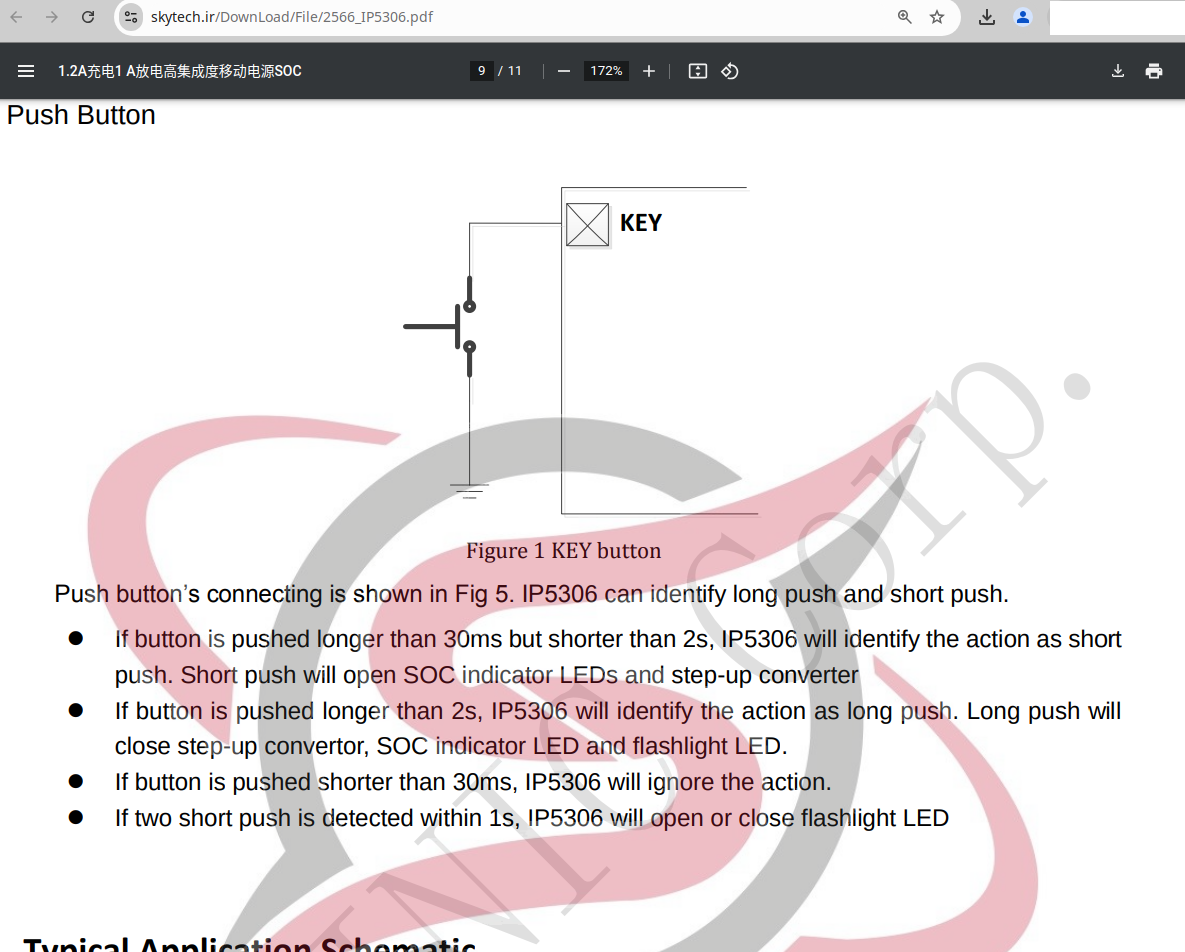 skytech.ir/DownLoad/File/2566_IP5306.pdf
1.2A充电1 A放电高集成度移动电源SOC
9 / 11
172%
Push Button
KEY
Figure 1 KEY button
Push button's connecting is shown in Fig 5. IP5306 can identify long push and short push.
● If button is pushed longer than 30ms but shorter than 2s, IP5306 will identify the action as short
push. Short push will open SOC indicator LEDs and step-up converter
● If button is pushed longer than 2s, IP5306 will identify the action as long push. Long push will
close step-up convertor, SOC indicator LED and flashlight LED.
● If button is pushed shorter than 30ms, IP5306 will ignore the action.
● If two short push is detected within 1s, IP5306 will open or close flashlight LED
Typical Application Schematic
Corp.